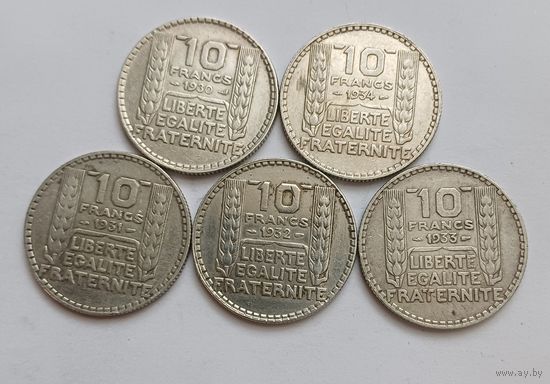 10
FRANCS
1930
LIBERTE
EGALITE
FRATERNITE
10
FRANCS
1934
LIBERTE
EGALITE
FRATERNITE
10
FRANCS
1931
LIBERTE
EGALITE
FRATERNITE
10
FRANCS
1932
LIBERTE
EGALITE
FRATERNITE
10
FRANCS
1933
LIBERTE
EGALITE
FRATERNITE
www.ay.by